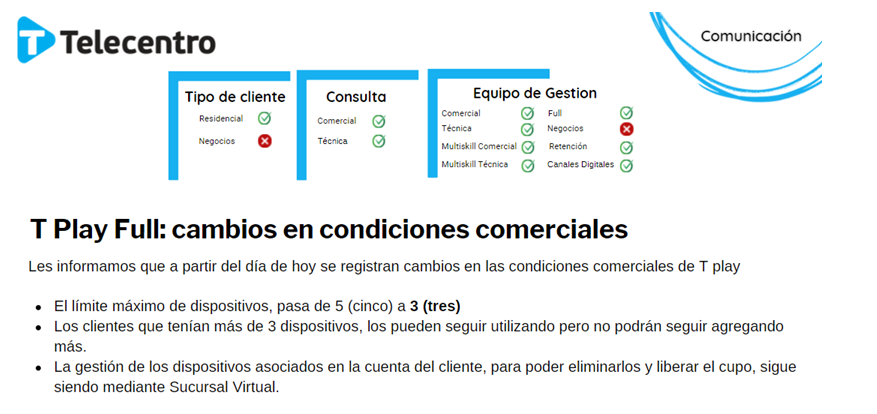 Telecentro
Comunicación
Tipo de cliente
Residencial
Negocios
Consulta
Comercial
Técnica
Equipo de Gestion
Comercial Full
Técnica Negocios
Multiskill Comercial Retención
Multiskill Técnica Canales Digitales
T Play Full: cambios en condiciones comerciales
Les informamos que a partir del día de hoy se registran cambios en las condiciones comerciales de T play
El límite máximo de dispositivos, pasa de 5 (cinco) a 3 (tres)
Los clientes que tenían más de 3 dispositivos, los pueden seguir utilizando pero no podrán seguir agregando
más.
La gestión de los dispositivos asociados en la cuenta del cliente, para poder eliminarlos y liberar el cupo, sigue
siendo mediante Sucursal Virtual.